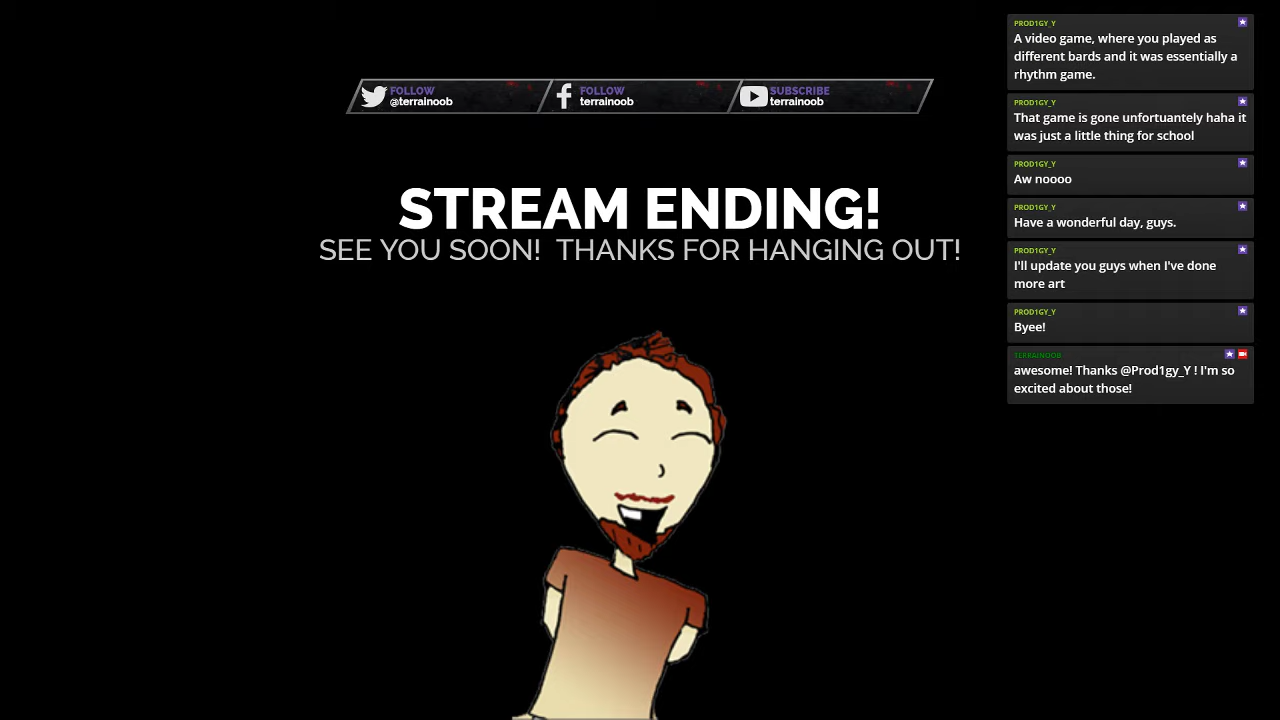 FOLLOW
@terrainoob
FOLLOW
terrainoob
SUBSCRIBE
terrainoob
STREAM ENDING!
SEE YOU SOON! THANKS FOR HANGING OUT!
PROD1GY_Y
A video game, where you played as
different bards and it was essentially a
rhythm game.
PROD1GY_Y
That game is gone unfortuantely haha it
was just a little thing for school
PROD1GY_Y
Aw noooo
PROD1GY_Y
Have a wonderful day, guys.
PROD1GY_Y
I'll update you guys when I've done
more art
PROD1GY_Y
Byee!
TERRAINOOB
awesome! Thanks @Prod1gy_Y ! I'm so
excited about those!